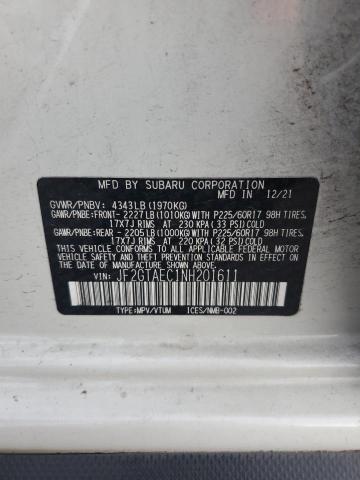 MFD BY SUBARU CORPORATION
MFD IN 12/21
GVWR/PNBV: 4343LB (1970KG)
GAWR/PNBE:FRONT- 2227LB(1010KG)WITH P225/60R17 98H TIRES,
17X7J RIMS AT 230 KPA (33 PSI)COLD
GAWR/PNBE:REAR - 2205LB(1000KG)WITH P225/60R17 98H TIRES,
17X7J RIMS AT 220 KPA (32 PSI)COLD
THIS VEHICLE CONFORMS TO ALL APPLICABLE U.S. FEDERAL MOTOR VEHICLE SAFETY, BUMPER, AND THEFT PREVENTION STANDARDS IN EFFECT ON THE DATE OF MANUFACTURE SHOWN ABOVE.
VIN: JF2GTAEC1NH201611
TYPE:MPV/VTUM ICES/NMB-002